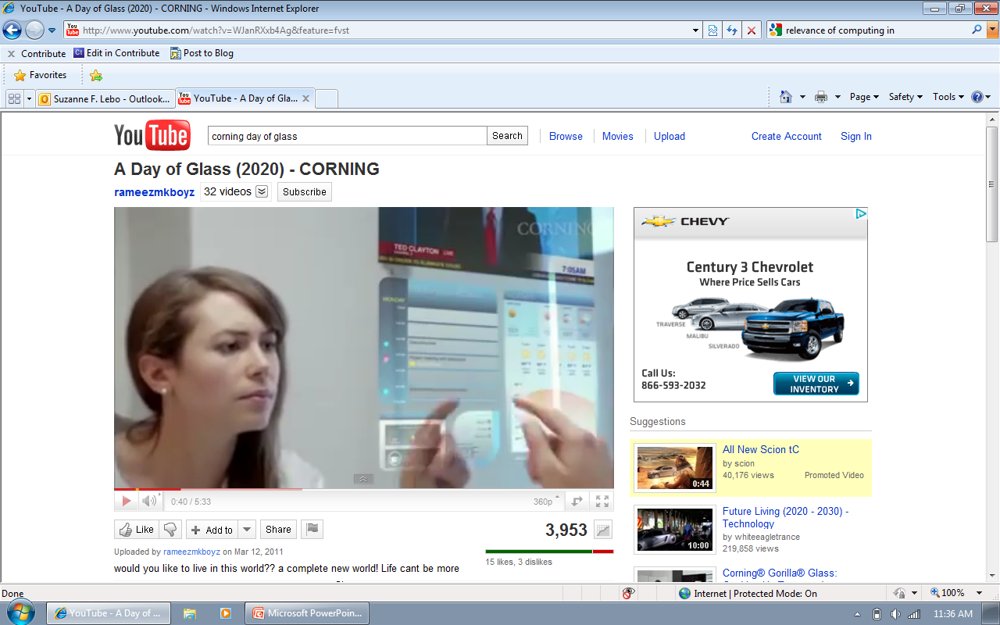 YouTube - A Day of Glass (2020) - CORNING - Windows Internet Explorer
You Tube http://www.youtube.com/watch?v=WJanRXxb4Ag&feature=fvst
relevance of computing in
Contribute Edit in Contribute Post to Blog
Favorites
Suzanne F. Lebo - Outlook... YouTube - A Day of Gla... Page Safety Tools
You Tube corning day of glass Search Browse Movies Upload Create Account Sign In
A Day of Glass (2020) - CORNING
rameezmkboyz 32 videos Subscribe
CORNING
TED CLAYTON LIVE
7:05AM
MONDAY
CHEVY
Century 3 Chevrolet
Where Price Sells Cars
TRAVERSE
MALIBU
SILVERADO
Call Us:
866-593-2032
VIEW OUR
INVENTORY
Suggestions
All New Scion tC
by scion
40,176 views Promoted Video
0:44
0:40 / 5:33 360p
Future Living (2020 - 2030) -
Technology
by whiteeagletrance
219,858 views
10:00
Like Add to Share 3,953
Uploaded by rameezmkboyz on Mar 12, 2011
15 likes, 3 dislikes
would you like to live in this world?? a complete new world! Life cant be more
Corning® Gorilla® Glass:
Done Internet | Protected Mode: On 100%
YouTube - A Day of ... Microsoft PowerPoin... 11:36 AM